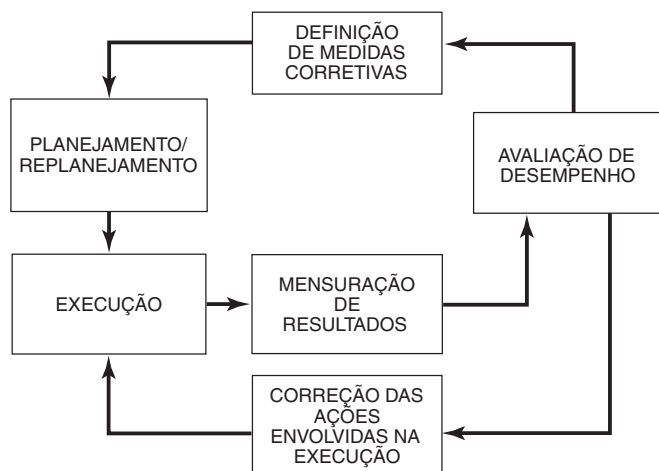 DEFINIÇÃO
DE MEDIDAS
CORRETIVAS
PLANEJAMENTO/
REPLANEJAMENTO
AVALIAÇÃO DE
DESEMPENHO
EXECUÇÃO
MENSURAÇÃO
DE
RESULTADOS
CORREÇÃO DAS
AÇÕES
ENVOLVIDAS NA
EXECUÇÃO